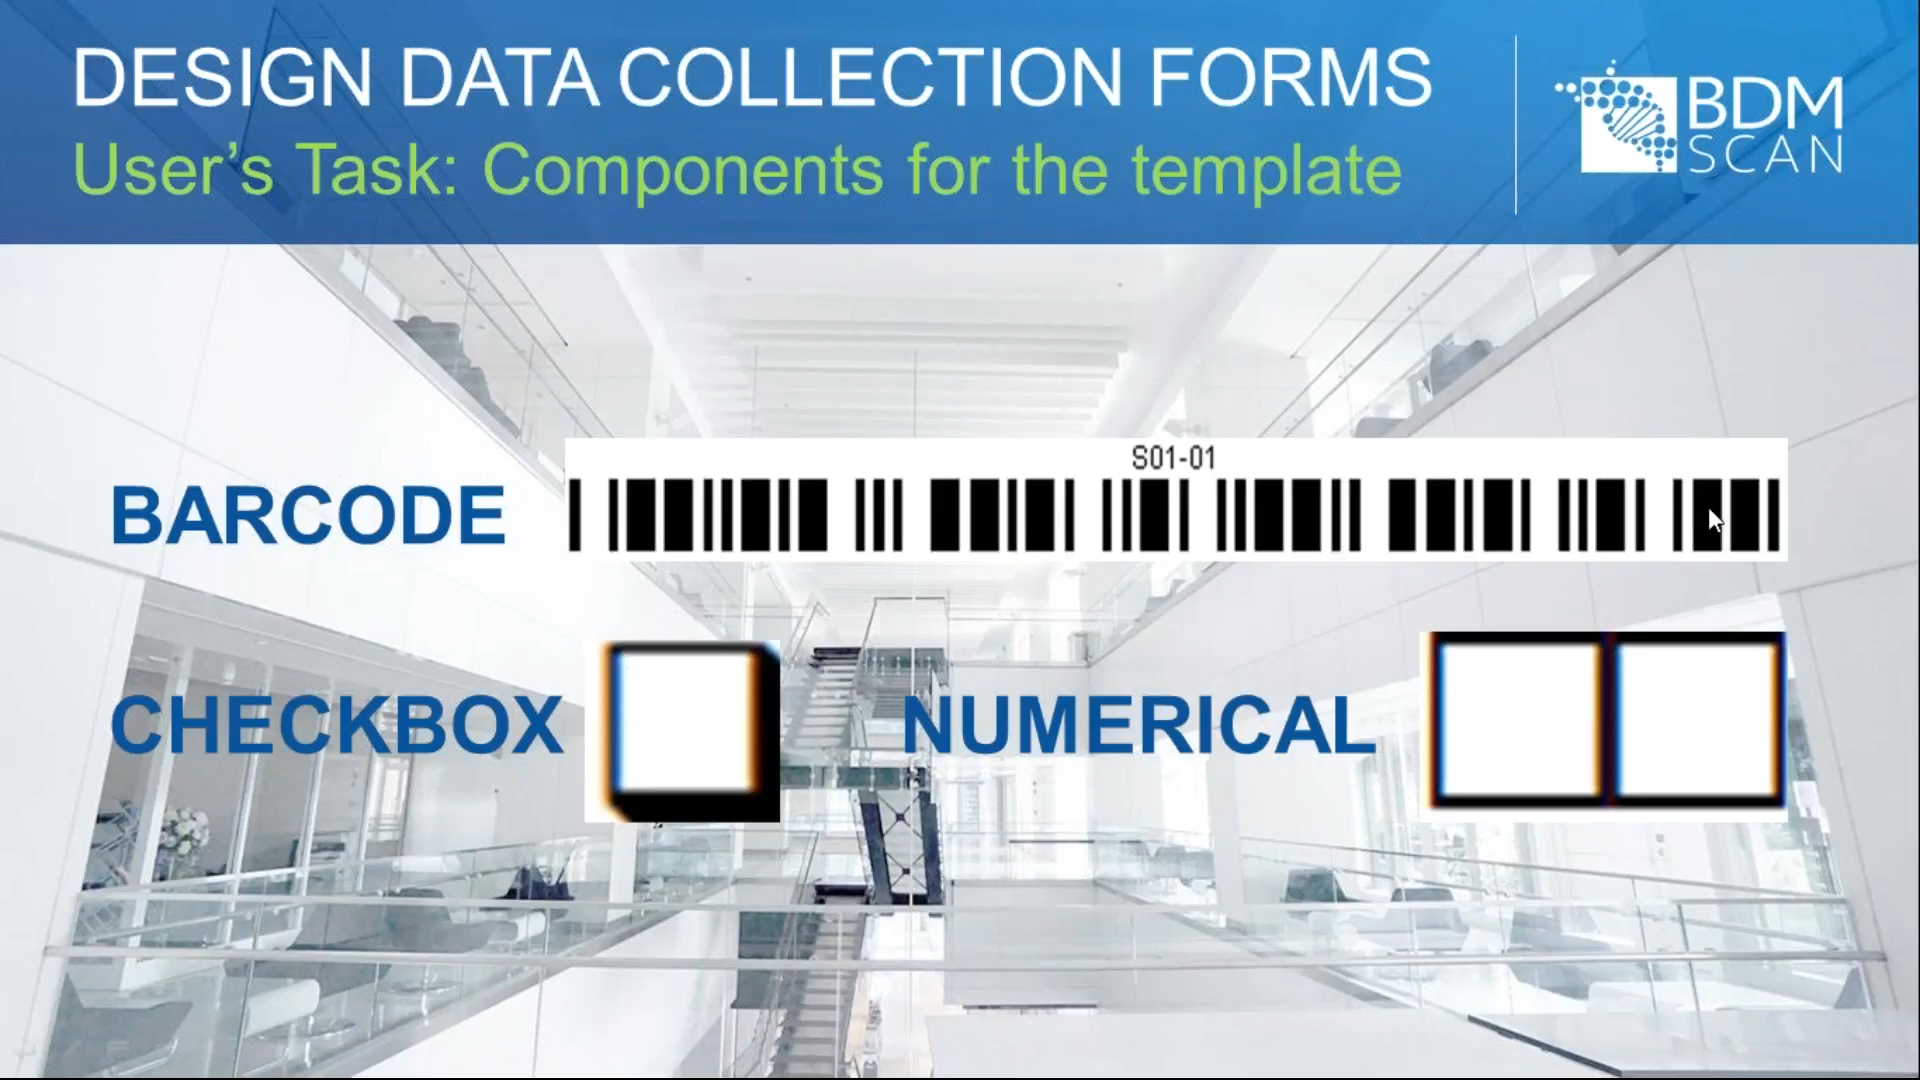 DESIGN DATA COLLECTION FORMS
User's Task: Components for the template
BDM
SCAN
S01-01
BARCODE
CHECKBOX
NUMERICAL